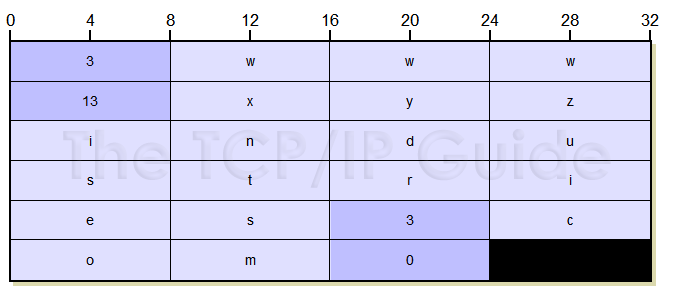 0 4 8 12 16 20 24 28 32
3 w w w
13 x y z
i n d u
The TCP/IP Guide
s t r i
e s 3 c
o m 0